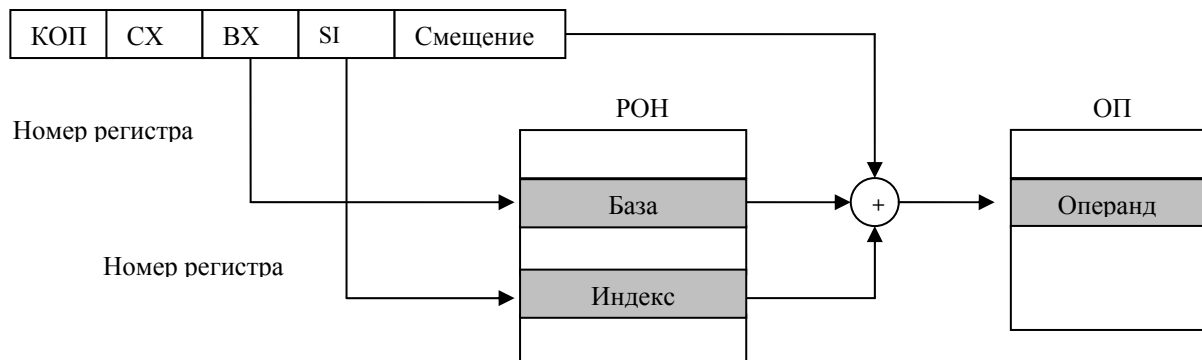 КОП CX BX SI Смещение
РОН
ОП
Номер регистра
База
+
Операнд
Номер регистра
Индекс